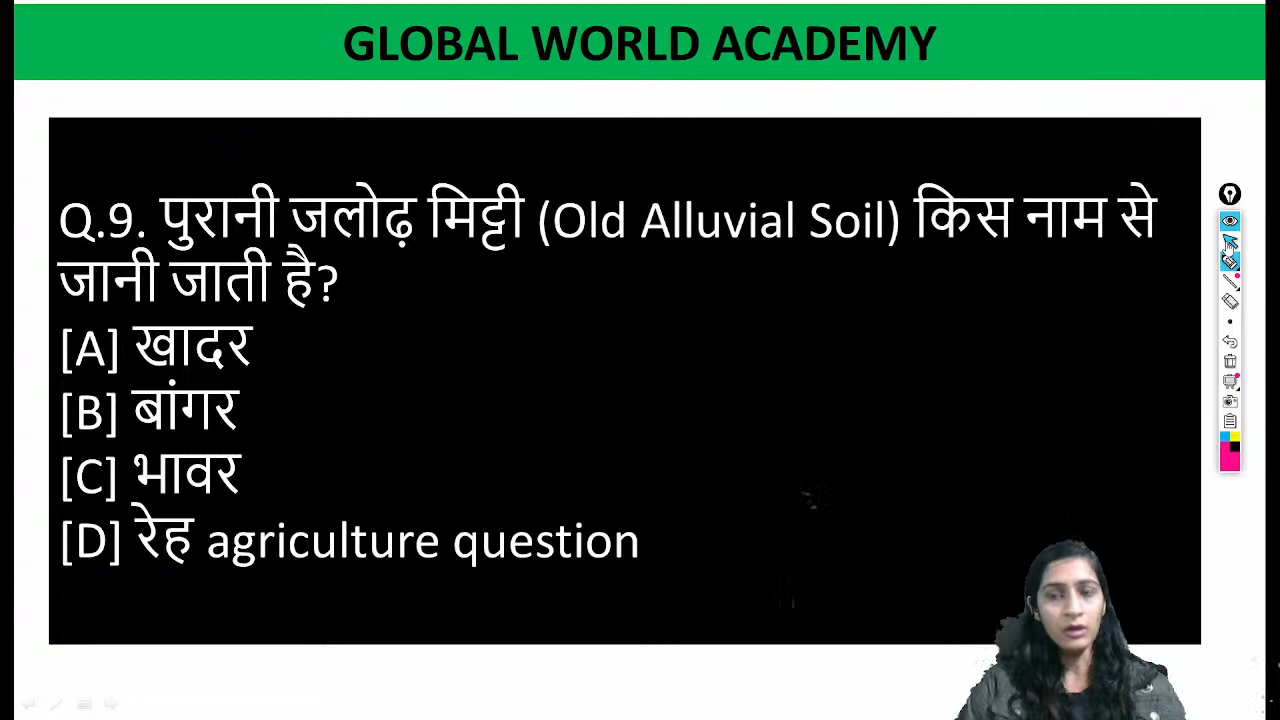 GLOBAL WORLD ACADEMY
Q.9. पुरानी जलोढ़ मिट्टी (Old Alluvial Soil) किस नाम से
जानी जाती है?
[A] खादर
[B] बांगर
[C] भावर
[D] रेह agriculture question